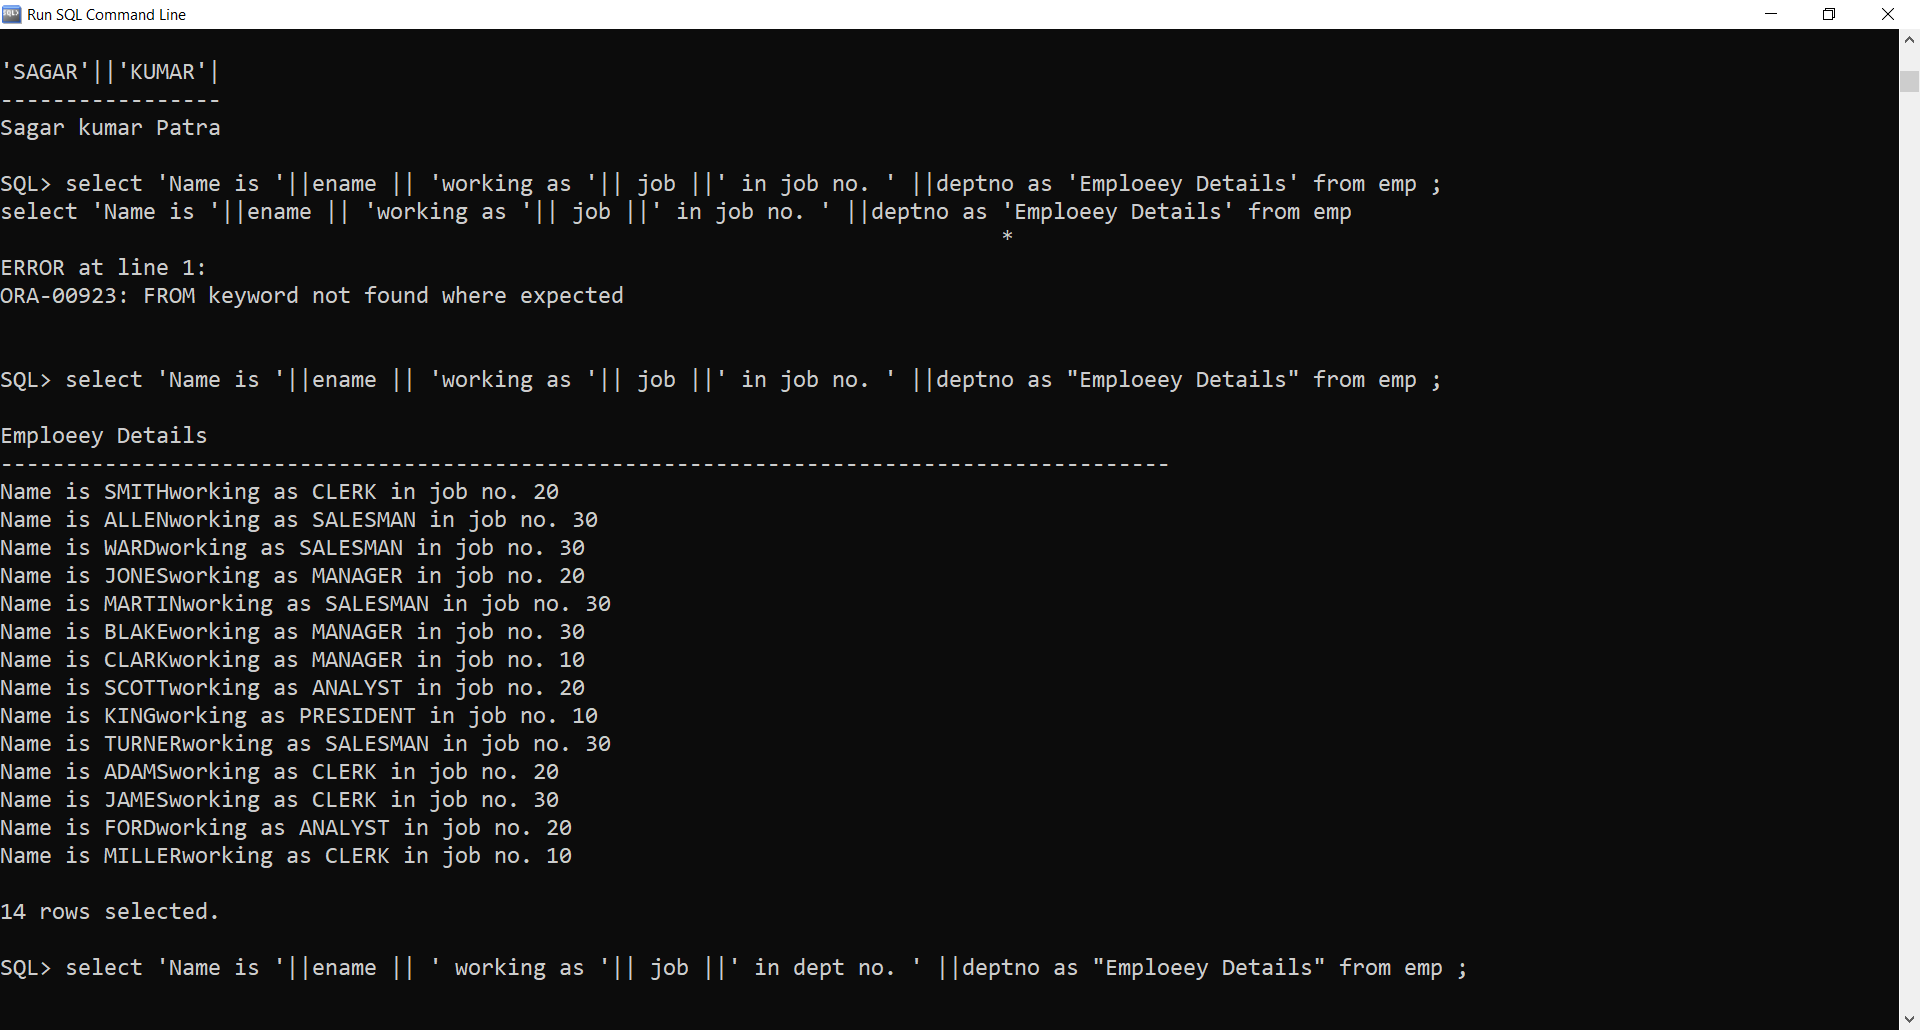 Run SQL Command Line
'SAGAR'||'KUMAR'|
-----------------
Sagar kumar Patra
SQL> select 'Name is '||ename || 'working as '|| job ||' in job no. ' ||deptno as 'Emploeey Details' from emp ;
select 'Name is '||ename || 'working as '|| job ||' in job no. ' ||deptno as 'Emploeey Details' from emp
*
ERROR at line 1:
ORA-00923: FROM keyword not found where expected
SQL> select 'Name is '||ename || 'working as '|| job ||' in job no. ' ||deptno as "Emploeey Details" from emp ;
Emploeey Details
------------------------------------------------------------------------------------------
Name is SMITHworking as CLERK in job no. 20
Name is ALLENworking as SALESMAN in job no. 30
Name is WARDworking as SALESMAN in job no. 30
Name is JONESworking as MANAGER in job no. 20
Name is MARTINworking as SALESMAN in job no. 30
Name is BLAKEworking as MANAGER in job no. 30
Name is CLARKworking as MANAGER in job no. 10
Name is SCOTTworking as ANALYST in job no. 20
Name is KINGworking as PRESIDENT in job no. 10
Name is TURNERworking as SALESMAN in job no. 30
Name is ADAMSworking as CLERK in job no. 20
Name is JAMESworking as CLERK in job no. 30
Name is FORDworking as ANALYST in job no. 20
Name is MILLERworking as CLERK in job no. 10
14 rows selected.
SQL> select 'Name is '||ename || ' working as '|| job ||' in dept no. ' ||deptno as "Emploeey Details" from emp ;